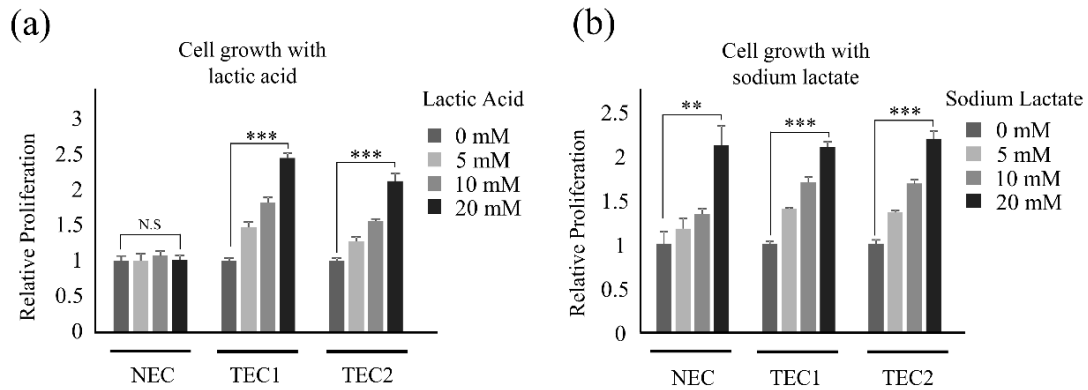 (a)
Cell growth with
lactic acid
Relative Proliferation
3
2.5
2
1.5
1
0.5
0
N.S
***
***
Lactic Acid
0 mM
5 mM
10 mM
20 mM
NEC
TEC1
TEC2
(b)
Cell growth with
sodium lactate
Relative Proliferation
2.5
2
1.5
1
0.5
0
**
***
***
Sodium Lactate
0 mM
5 mM
10 mM
20 mM
NEC
TEC1
TEC2